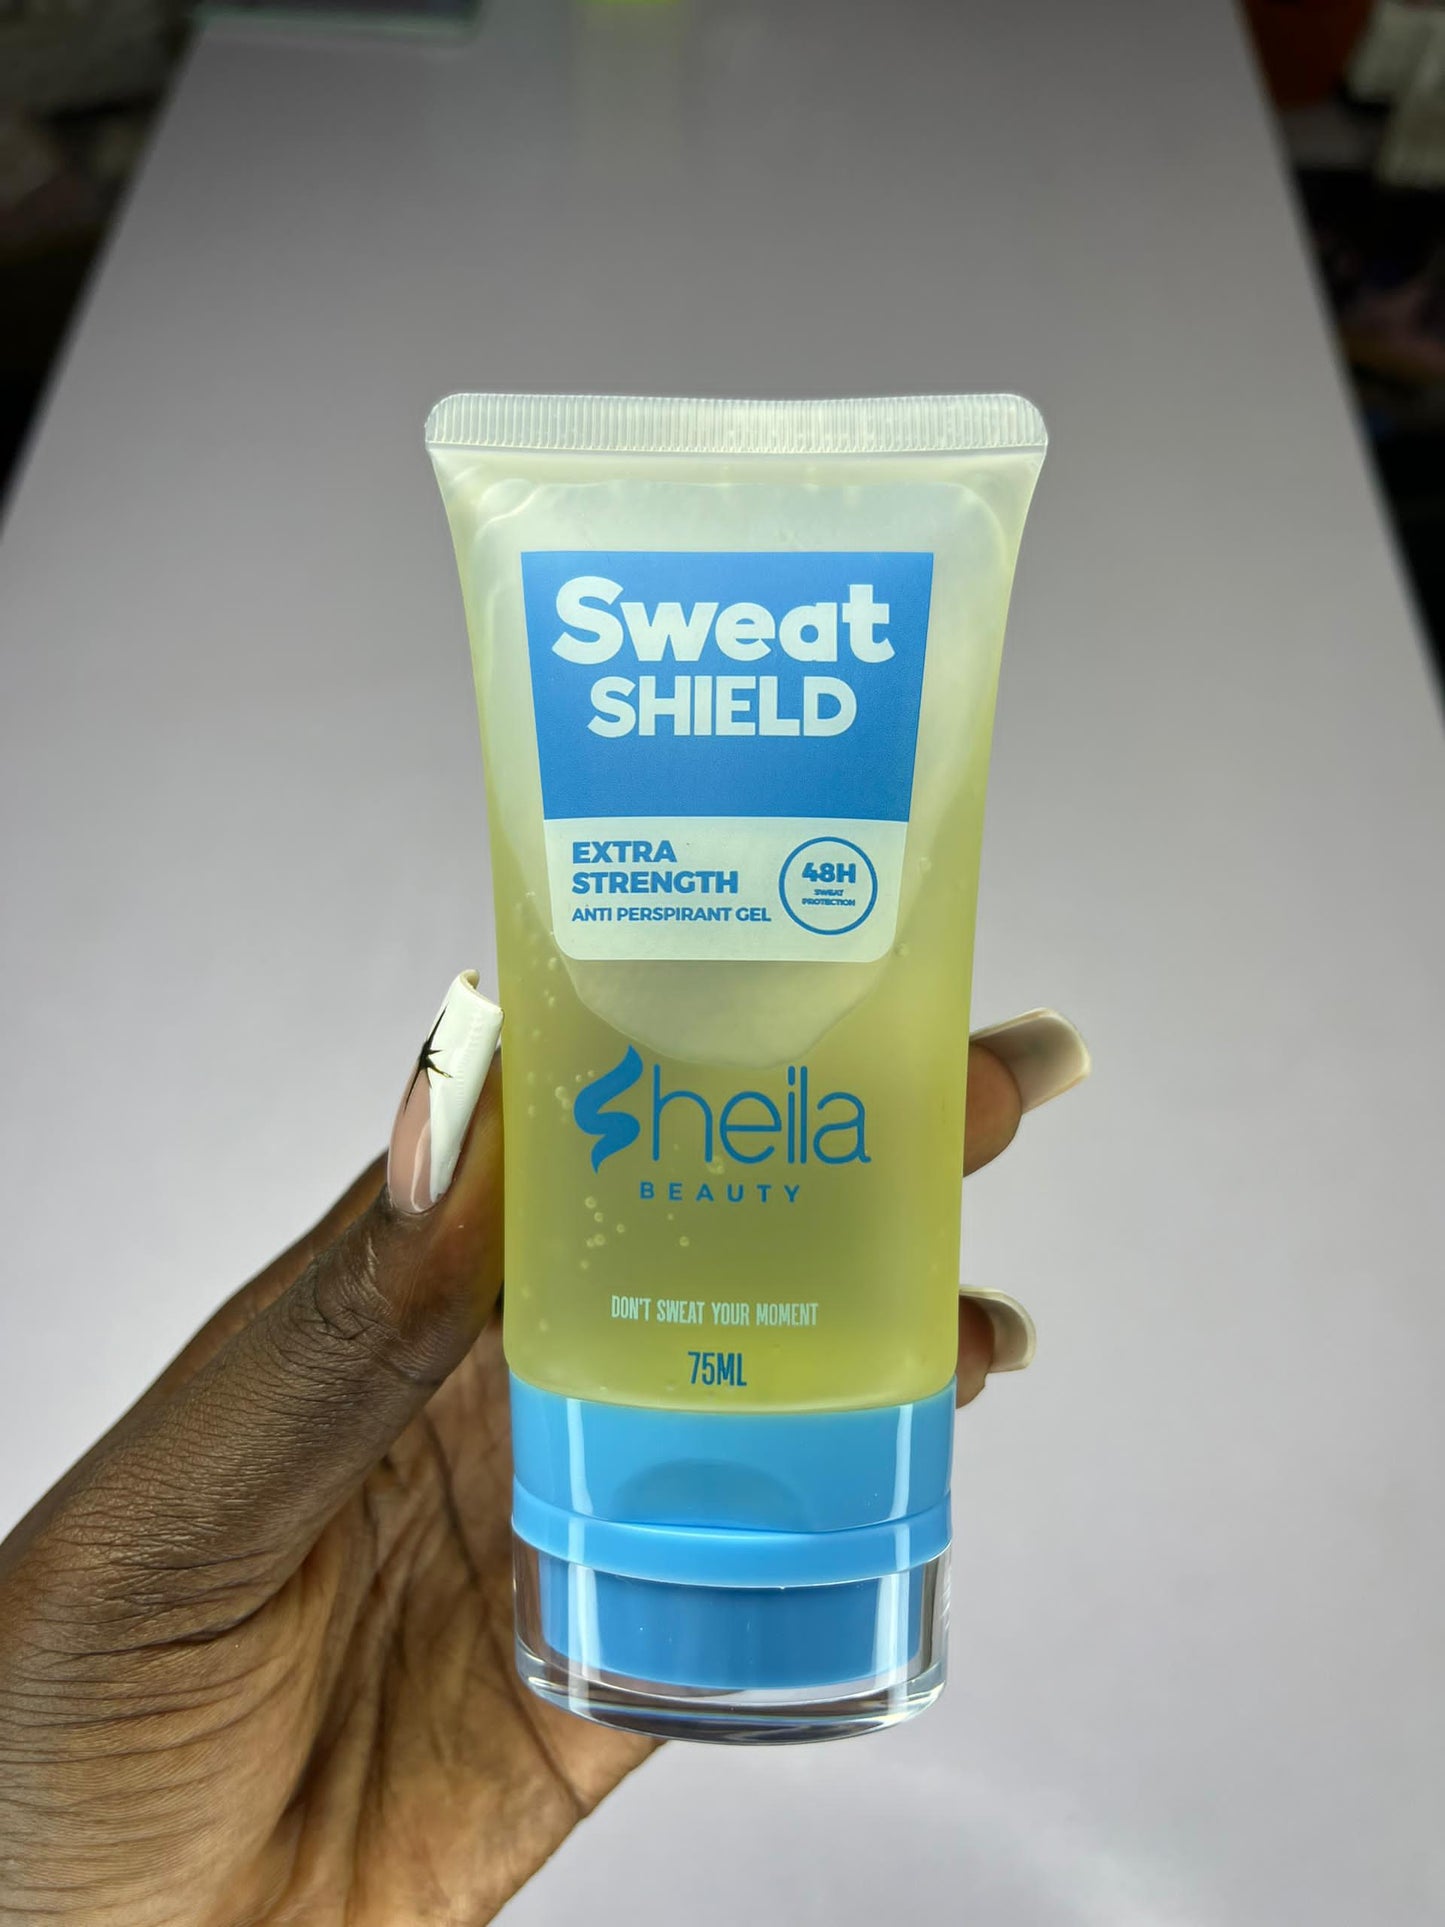 Sweat
SHIELD
EXTRA
STRENGTH
ANTI PERSPIRANT GEL
48H
SWEAT
PROTECTION
Sheila
BEAUTY
DON'T SWEAT YOUR MOMENT
75ML